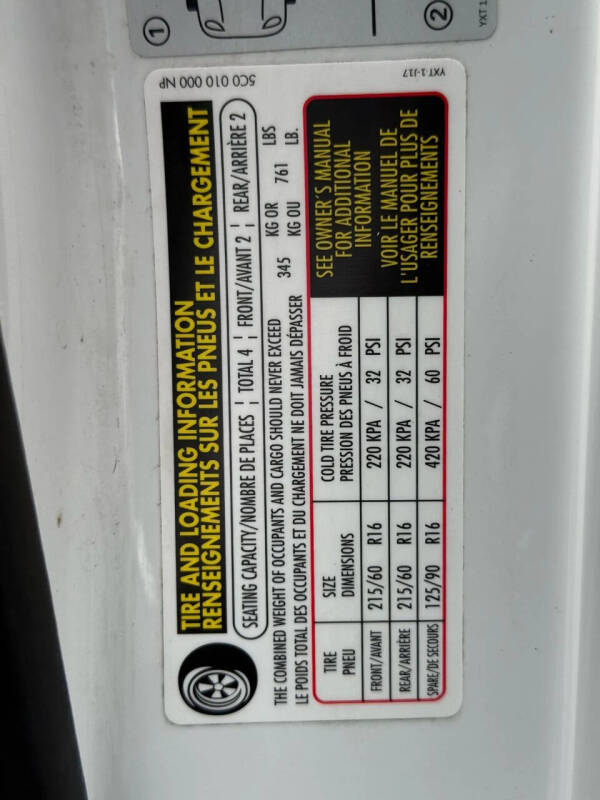 ①
②
YXT 1
5C0 010 000 NP
YXT 1-J17
TIRE AND LOADING INFORMATION
RENSEIGNEMENTS SUR LES PNEUS ET LE CHARGEMENT
SEATING CAPACITY/NOMBRE DE PLACES ¦ TOTAL 4 ¦ FRONT/AVANT 2 ¦ REAR/ARRIÈRE 2
THE COMBINED WEIGHT OF OCCUPANTS AND CARGO SHOULD NEVER EXCEED 345 KG OR 761 LBS
LE POIDS TOTAL DES OCCUPANTS ET DU CHARGEMENT NE DOIT JAMAIS DÉPASSER KG OU LB.
TIRE SIZE COLD TIRE PRESSURE
PNEU DIMENSIONS PRESSION DES PNEUS À FROID
FRONT/AVANT 215/60 R16 220 KPA / 32 PSI
REAR/ARRIÈRE 215/60 R16 220 KPA / 32 PSI
SPARE/DE SECOURS 125/90 R16 420 KPA / 60 PSI
SEE OWNER'S MANUAL
FOR ADDITIONAL
INFORMATION
VOIR LE MANUEL DE
L'USAGER POUR PLUS DE
RENSEIGNEMENTS